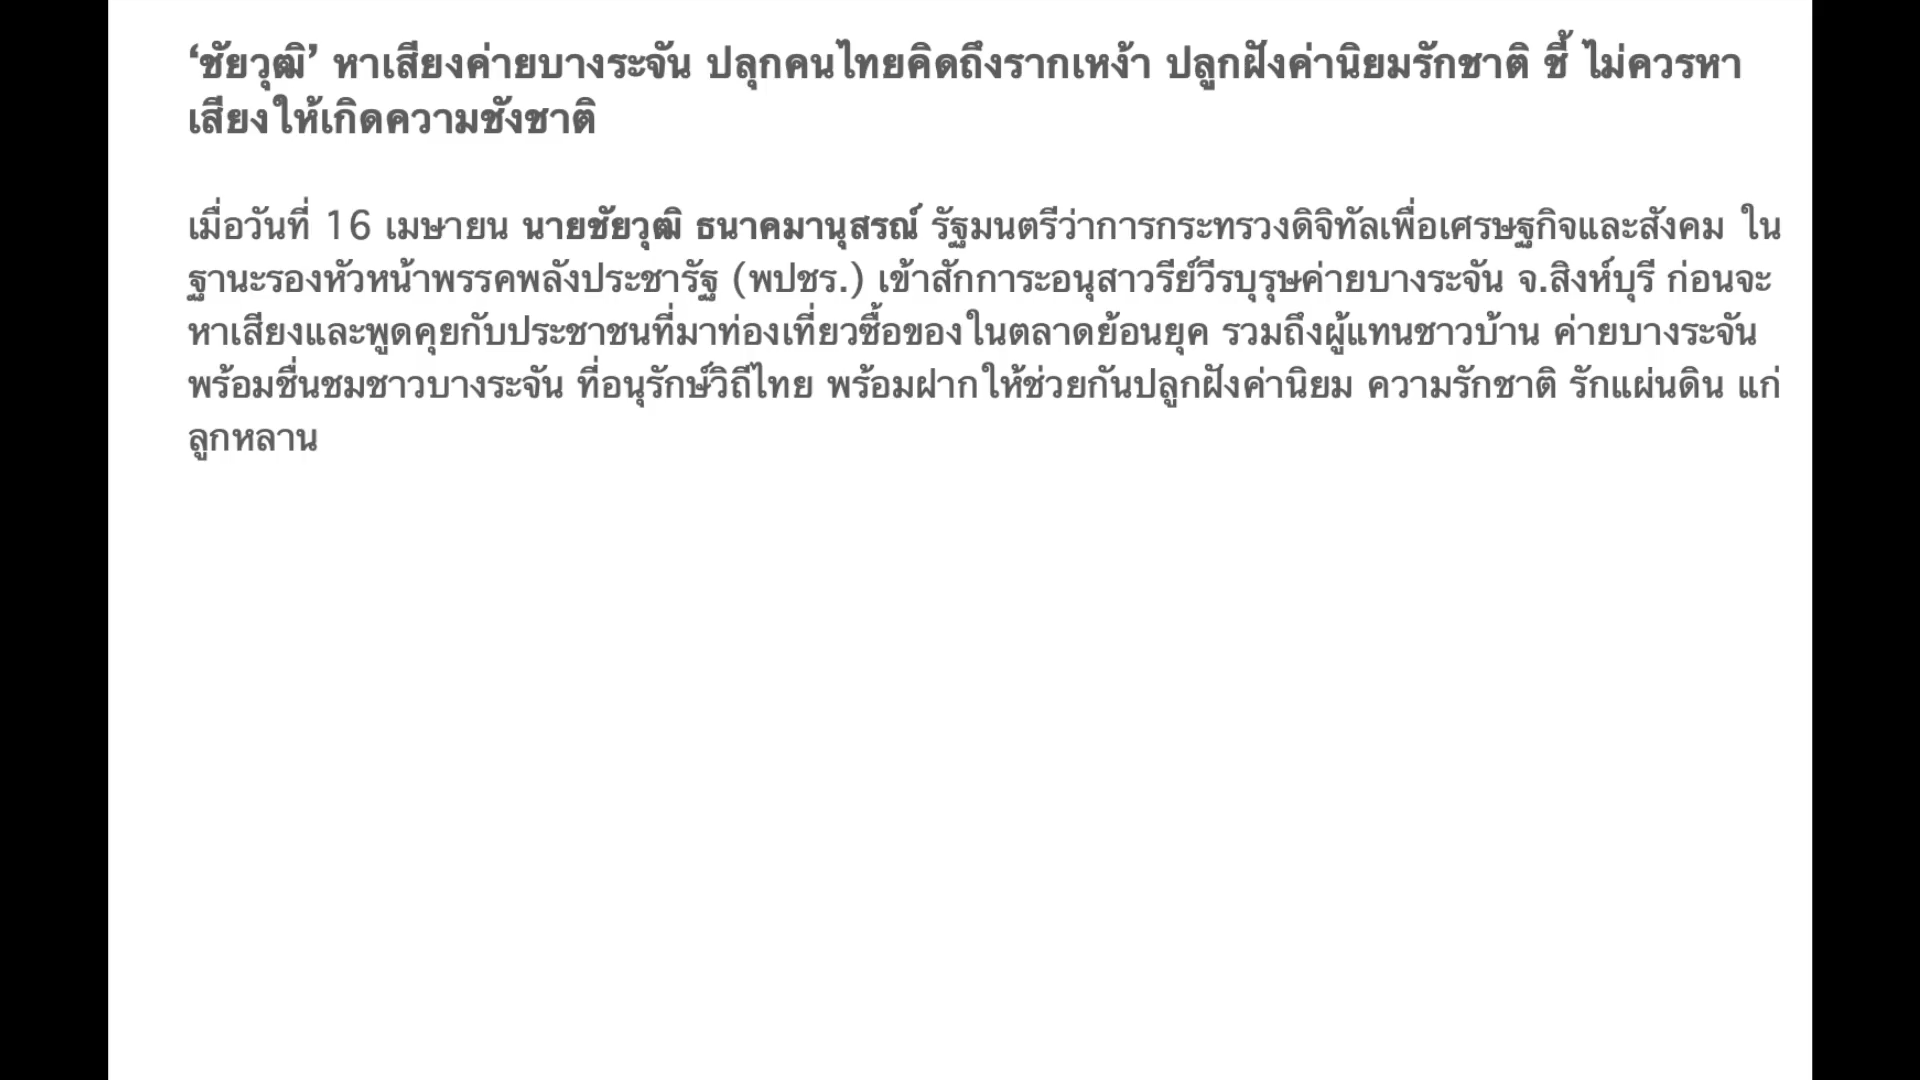 ‘ชัยวุฒิ’ หาเสียงค่ายบางระจัน ปลุกคนไทยคิดถึงรากเหง้า ปลูกฝังค่านิยมรักชาติ ชี้ ไม่ควรหา
เสียงให้เกิดความชังชาติ
เมื่อวันที่ 16 เมษายน นายชัยวุฒิ ธนาคมานุสรณ์ รัฐมนตรีว่าการกระทรวงดิจิทัลเพื่อเศรษฐกิจและสังคม ใน
ฐานะรองหัวหน้าพรรคพลังประชารัฐ (พปชร.) เข้าสักการะอนุสาวรีย์วีรบุรุษค่ายบางระจัน จ.สิงห์บุรี ก่อนจะ
หาเสียงและพูดคุยกับประชาชนที่มาท่องเที่ยวซื้อของในตลาดย้อนยุค รวมถึงผู้แทนชาวบ้าน ค่ายบางระจัน
พร้อมชื่นชมชาวบางระจัน ที่อนุรักษ์วิถีไทย พร้อมฝากให้ช่วยกันปลูกฝังค่านิยม ความรักชาติ รักแผ่นดิน แก่
ลูกหลาน